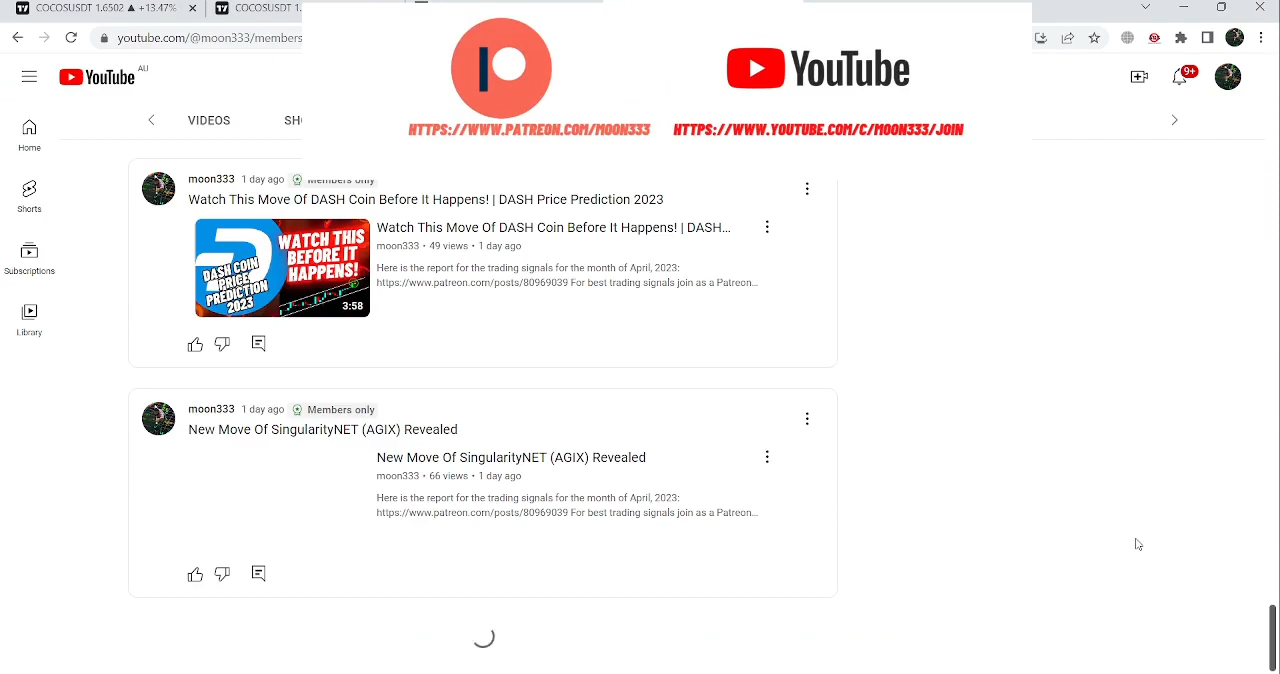 COCOSUSDT 1.6502 ▲ +13.47%
COCOSUSDT 1.
youtube.com/@moon333/members
HTTPS://WWW.PATREON.COM/MOON333
YouTube
HTTPS://WWW.YOUTUBE.COM/C/MOON333/JOIN
YouTube AU
9+
VIDEOS
SHO
Home
Shorts
Subscriptions
Library
moon333 1 day ago Members only
Watch This Move Of DASH Coin Before It Happens! | DASH Price Prediction 2023
WATCH THIS
BEFORE IT
HAPPENS!
DASH COIN
PRICE
PREDICTION
2023
3:58
Watch This Move Of DASH Coin Before It Happens! | DASH...
moon333 • 49 views • 1 day ago
Here is the report for the trading signals for the month of April, 2023:
https://www.patreon.com/posts/80969039 For best trading signals join as a Patreon...
moon333 1 day ago Members only
New Move Of SingularityNET (AGIX) Revealed
New Move Of SingularityNET (AGIX) Revealed
moon333 • 66 views • 1 day ago
Here is the report for the trading signals for the month of April, 2023:
https://www.patreon.com/posts/80969039 For best trading signals join as a Patreon...